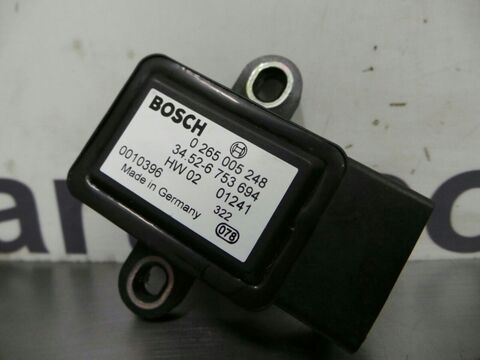 BOSCH
0 265 005 248
34.52-6 753 694
0010396 HW 02 01241
Made in Germany 322
078